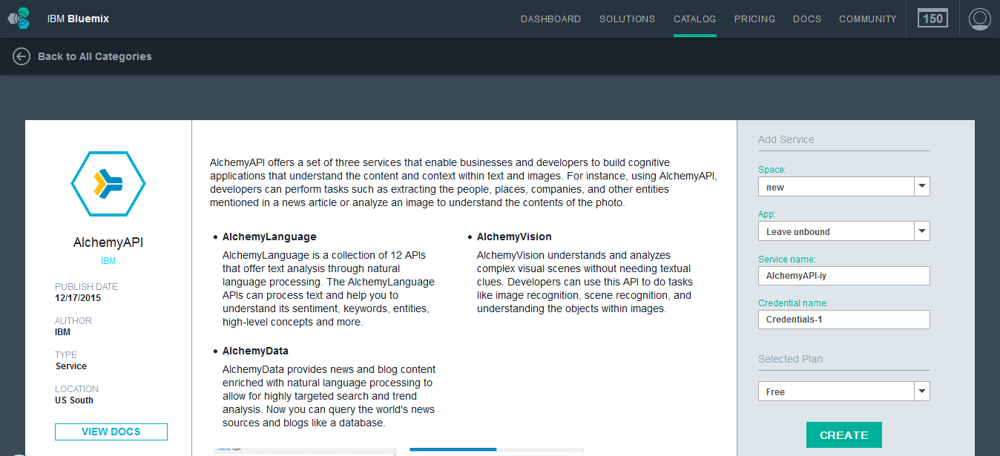 IBM Bluemix
DASHBOARD SOLUTIONS CATALOG PRICING DOCS COMMUNITY 150
Back to All Categories
AlchemyAPI
IBM
PUBLISH DATE
12/17/2015
AUTHOR
IBM
TYPE
Service
LOCATION
US South
VIEW DOCS
AlchemyAPI offers a set of three services that enable businesses and developers to build cognitive
applications that understand the content and context within text and images. For instance, using AlchemyAPI,
developers can perform tasks such as extracting the people, places, companies, and other entities
mentioned in a news article or analyze an image to understand the contents of the photo.
• AlchemyLanguage
AlchemyLanguage is a collection of 12 APIs
that offer text analysis through natural
language processing. The AlchemyLanguage
APIs can process text and help you to
understand its sentiment, keywords, entities,
high-level concepts and more.
• AlchemyVision
AlchemyVision understands and analyzes
complex visual scenes without needing textual
clues. Developers can use this API to do tasks
like image recognition, scene recognition, and
understanding the objects within images.
• AlchemyData
AlchemyData provides news and blog content
enriched with natural language processing to
allow for highly targeted search and trend
analysis. Now you can query the world's news
sources and blogs like a database.
LANGUAGE English
Add Service
Space:
new
App:
Leave unbound
Service name:
AlchemyAPI-iy
Credential name:
Credentials-1
Selected Plan:
Free
CREATE